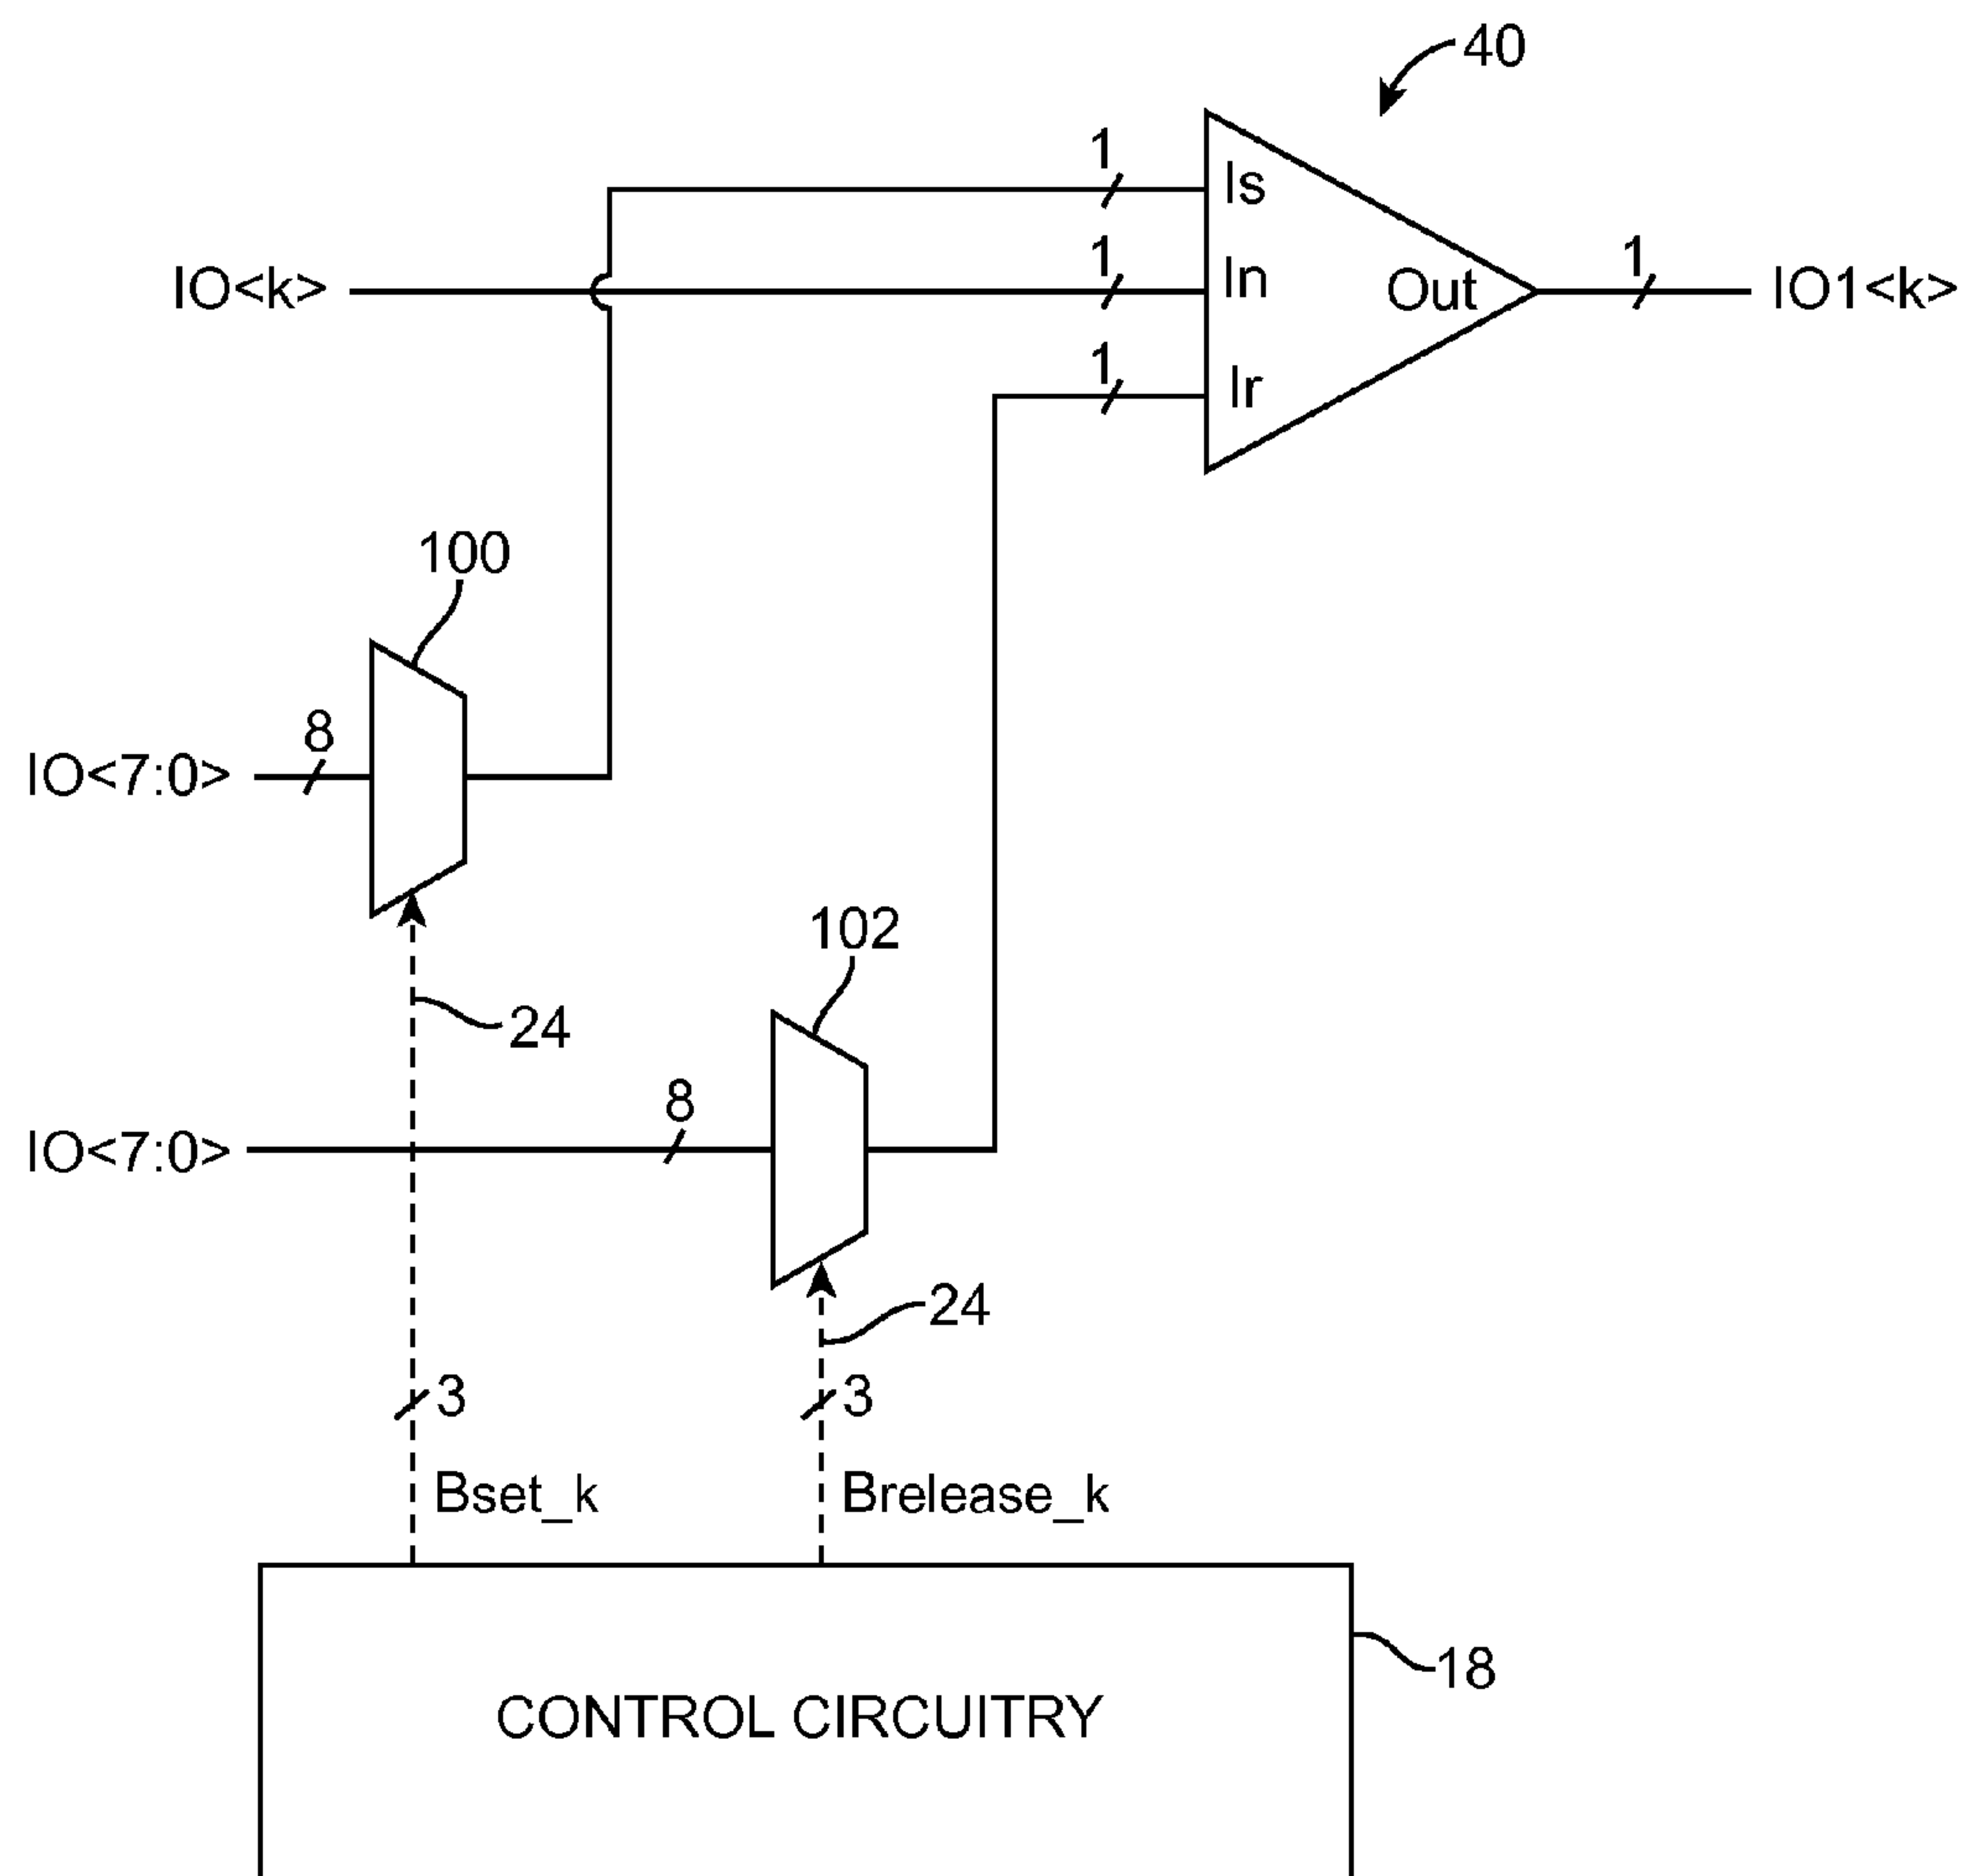 40
1
Is
1
IO<k>
In
Out
1
IO1<k>
1
Ir
100
8
IO<7:0>
102
24
8
IO<7:0>
24
3
3
Bset_k
Brelease_k
18
CONTROL CIRCUITRY